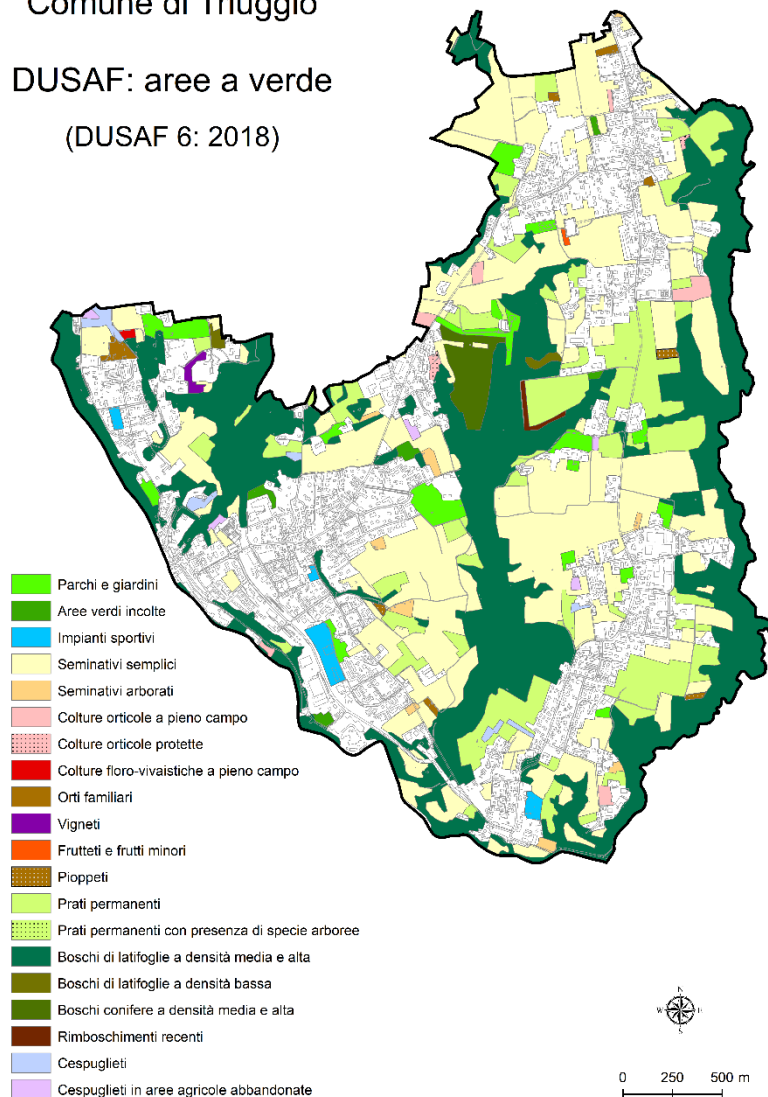 Comune di Triuggio
DUSAF: aree a verde
(DUSAF 6: 2018)
Parchi e giardini
Aree verdi incolte
Impianti sportivi
Seminativi semplici
Seminativi arborati
Colture orticole a pieno campo
Colture orticole protette
Colture floro-vivaistiche a pieno campo
Orti familiari
Vigneti
Frutteti e frutti minori
Pioppeti
Prati permanenti
Prati permanenti con presenza di specie arboree
Boschi di latifoglie a densità media e alta
Boschi di latifoglie a densità bassa
Boschi conifere a densità media e alta
Rimboschimenti recenti
Cespuglieti
Cespuglieti in aree agricole abbandonate
N
W
S
0 250 500 m